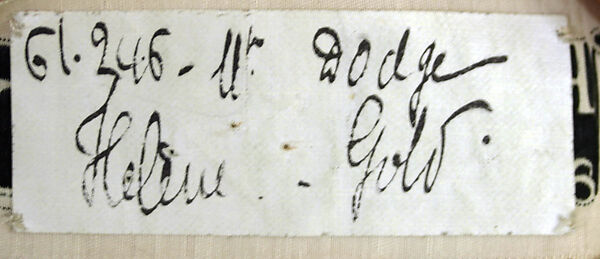 61.246 - Mr Dodge
Helene - Gold.